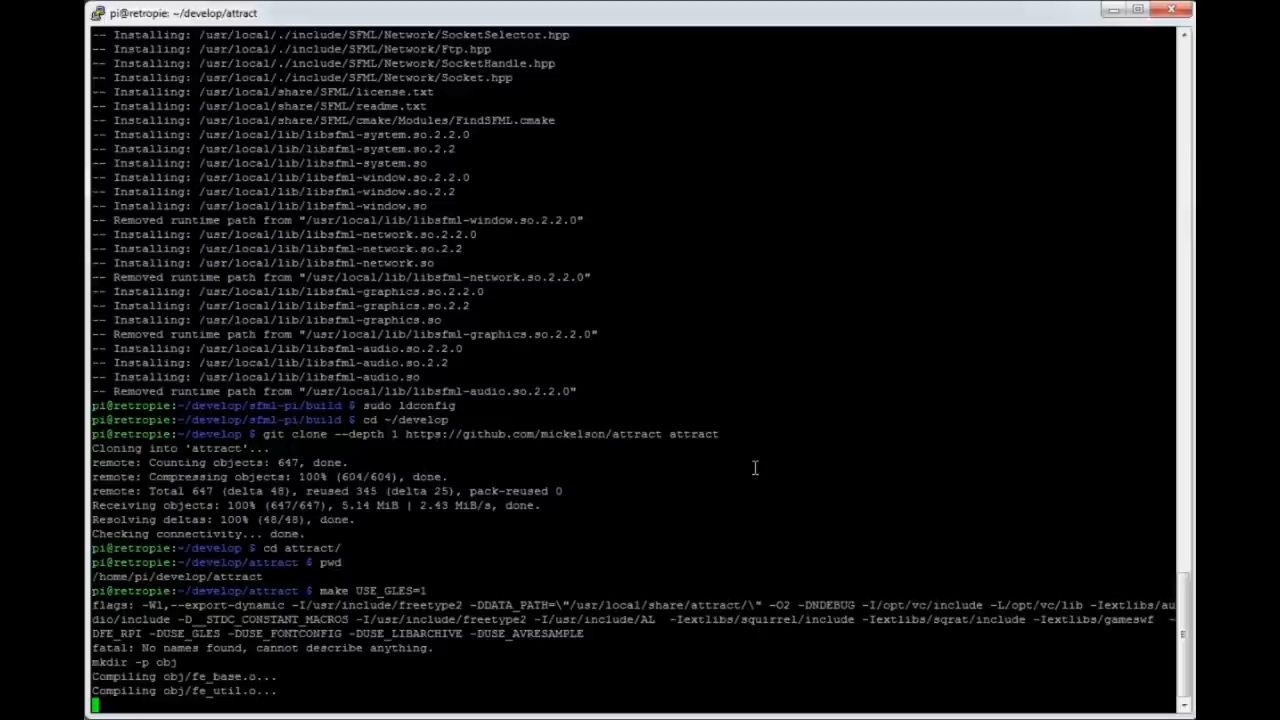 pi@retropie: ~/develop/attract
-- Installing: /usr/local/./include/SFML/Network/SocketSelector.hpp
-- Installing: /usr/local/./include/SFML/Network/Ftp.hpp
-- Installing: /usr/local/./include/SFML/Network/SocketHandle.hpp
-- Installing: /usr/local/./include/SFML/Network/Socket.hpp
-- Installing: /usr/local/share/SFML/license.txt
-- Installing: /usr/local/share/SFML/readme.txt
-- Installing: /usr/local/share/SFML/cmake/Modules/FindSFML.cmake
-- Installing: /usr/local/lib/libsfml-system.so.2.2.0
-- Installing: /usr/local/lib/libsfml-system.so.2.2
-- Installing: /usr/local/lib/libsfml-system.so
-- Installing: /usr/local/lib/libsfml-window.so.2.2.0
-- Installing: /usr/local/lib/libsfml-window.so.2.2
-- Installing: /usr/local/lib/libsfml-window.so
-- Removed runtime path from "/usr/local/lib/libsfml-window.so.2.2.0"
-- Installing: /usr/local/lib/libsfml-network.so.2.2.0
-- Installing: /usr/local/lib/libsfml-network.so.2.2
-- Installing: /usr/local/lib/libsfml-network.so
-- Removed runtime path from "/usr/local/lib/libsfml-network.so.2.2.0"
-- Installing: /usr/local/lib/libsfml-graphics.so.2.2.0
-- Installing: /usr/local/lib/libsfml-graphics.so.2.2
-- Installing: /usr/local/lib/libsfml-graphics.so
-- Removed runtime path from "/usr/local/lib/libsfml-graphics.so.2.2.0"
-- Installing: /usr/local/lib/libsfml-audio.so.2.2.0
-- Installing: /usr/local/lib/libsfml-audio.so.2.2
-- Installing: /usr/local/lib/libsfml-audio.so
-- Removed runtime path from "/usr/local/lib/libsfml-audio.so.2.2.0"
pi@retropie:~/develop/sfml-pi/build $ sudo ldconfig
pi@retropie:~/develop/sfml-pi/build $ cd ~/develop
pi@retropie:~/develop $ git clone --depth 1 https://github.com/mickelson/attract attract
Cloning into 'attract'...
remote: Counting objects: 647, done.
remote: Compressing objects: 100% (604/604), done.
remote: Total 647 (delta 48), reused 345 (delta 25), pack-reused 0
Receiving objects: 100% (647/647), 5.14 MiB | 2.43 MiB/s, done.
Resolving deltas: 100% (48/48), done.
Checking connectivity... done.
pi@retropie:~/develop $ cd attract/
pi@retropie:~/develop/attract $ pwd
/home/pi/develop/attract
pi@retropie:~/develop/attract $ make USE_GLES=1
flags: -Wl,--export-dynamic -I/usr/include/freetype2 -DDATA_PATH=\"/usr/local/share/attract/\" -O2 -DNDEBUG -I/opt/vc/include -L/opt/vc/lib -Iextlibs/au
dio/include -D__STDC_CONSTANT_MACROS -I/usr/include/freetype2 -I/usr/include/AL  -Iextlibs/squirrel/include -Iextlibs/sqrat/include -Iextlibs/gameswf  -
DFE_RPI -DUSE_GLES -DUSE_FONTCONFIG -DUSE_LIBARCHIVE -DUSE_AVRESAMPLE
fatal: No names found, cannot describe anything.
mkdir -p obj
Compiling obj/fe_base.o...
Compiling obj/fe_util.o...